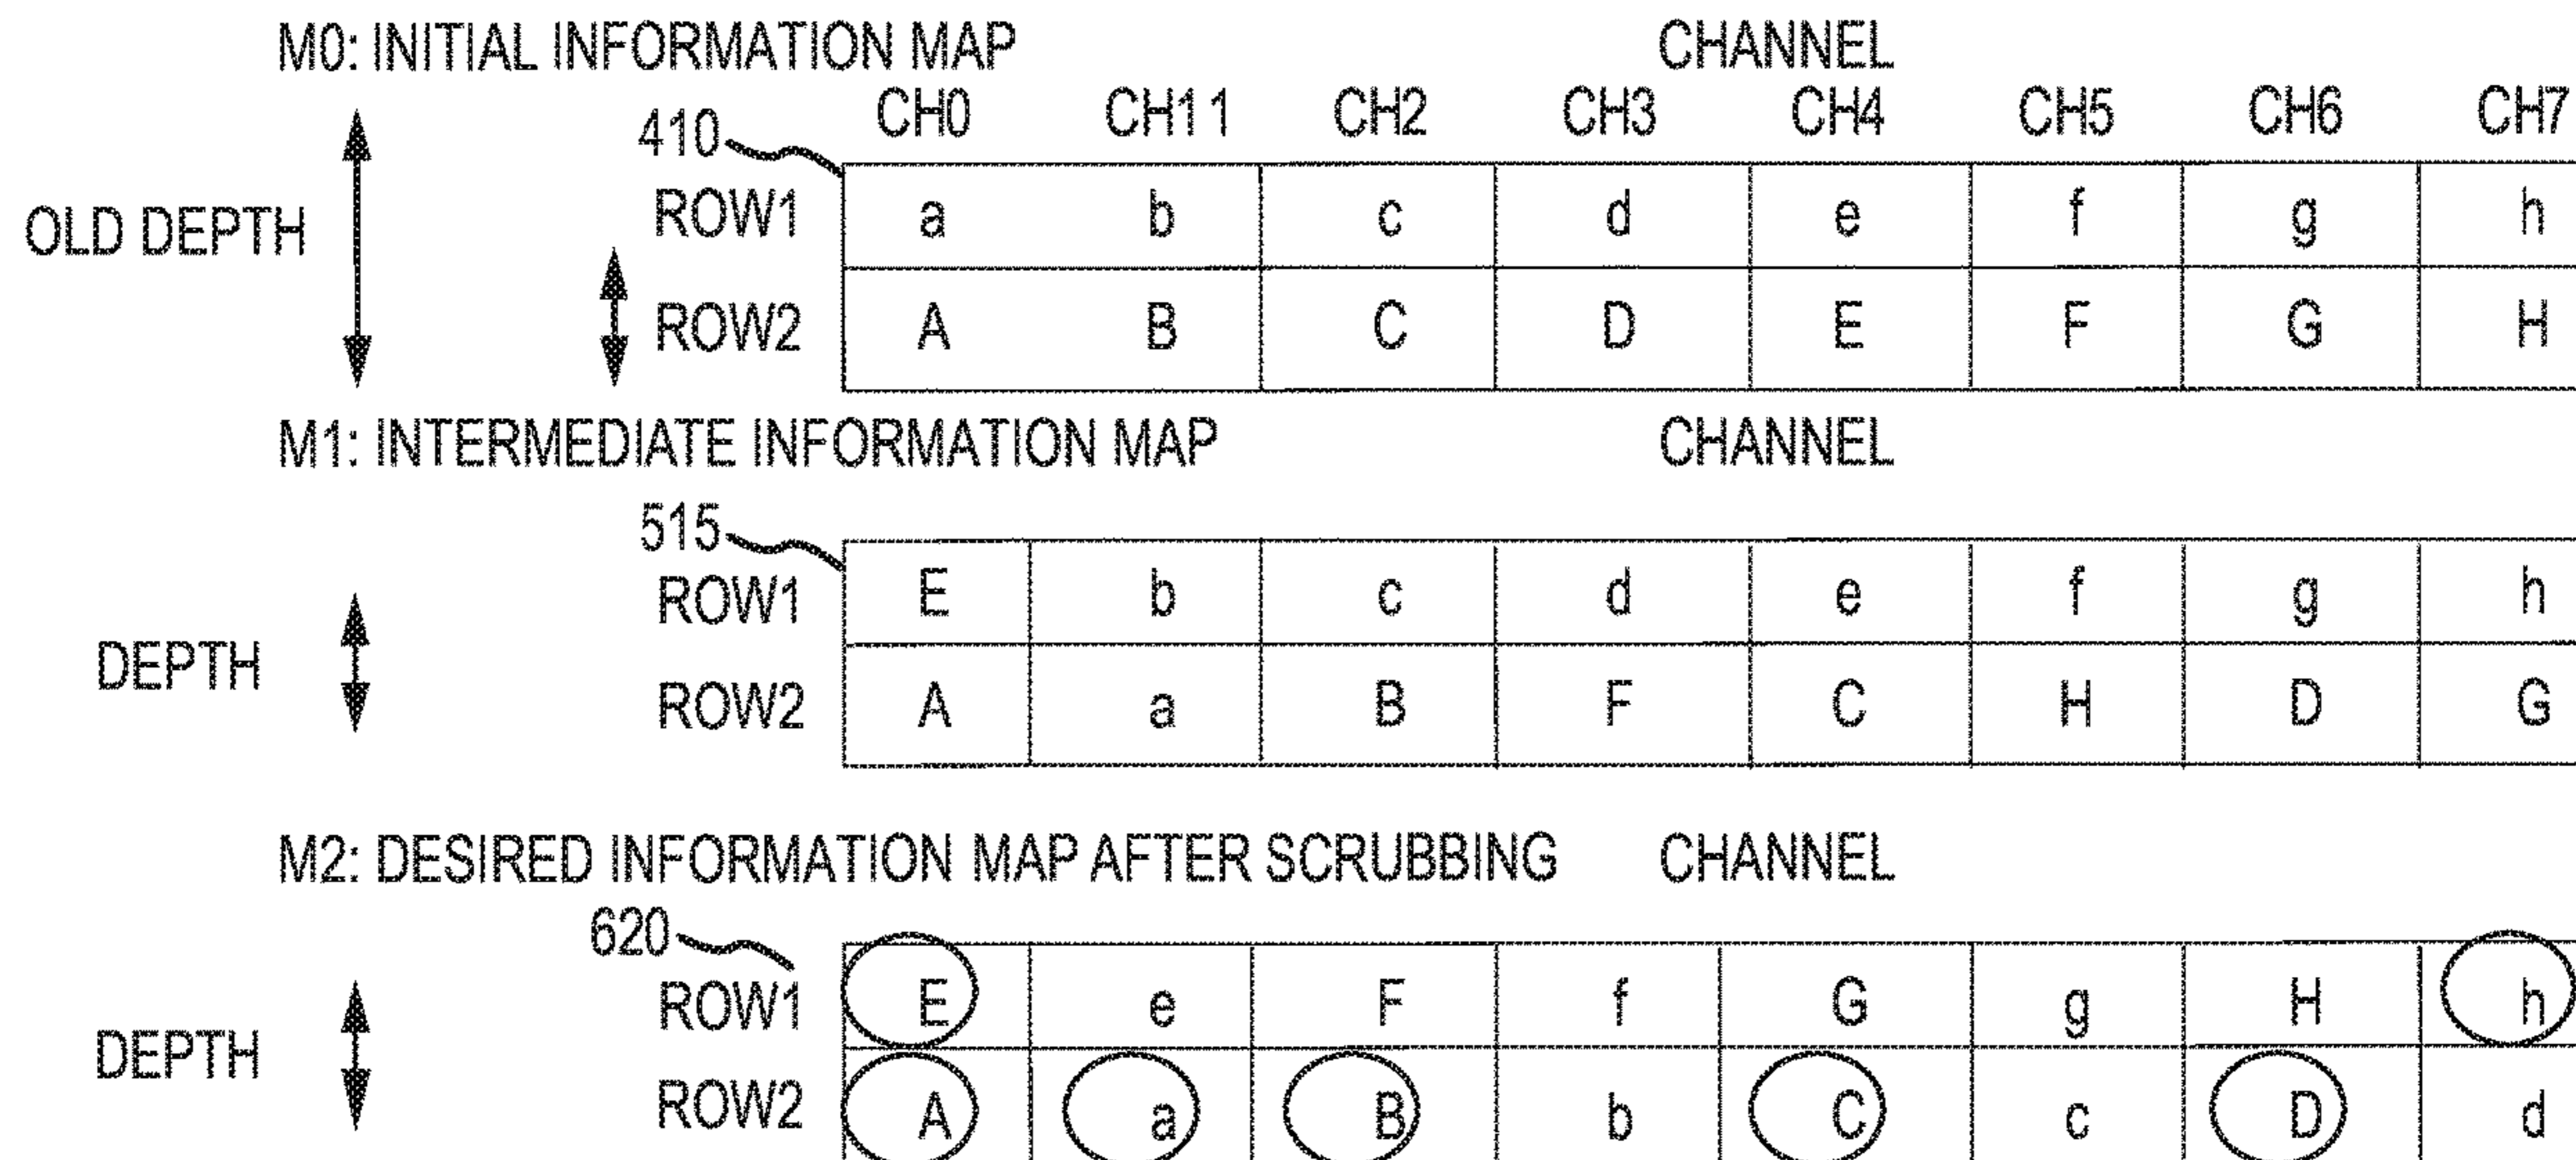 M0: INITIAL INFORMATION MAP CHANNEL
410 CH0 CH11 CH2 CH3 CH4 CH5 CH6 CH7
OLD DEPTH ROW1 a b c d e f g h
ROW2 A B C D E F G H
M1: INTERMEDIATE INFORMATION MAP CHANNEL
515
ROW1 E b c d e f g h
DEPTH ROW2 A a B F C H D G
M2: DESIRED INFORMATION MAP AFTER SCRUBBING CHANNEL
620
ROW1 E e F f G g H h
DEPTH ROW2 A a B b C c D d